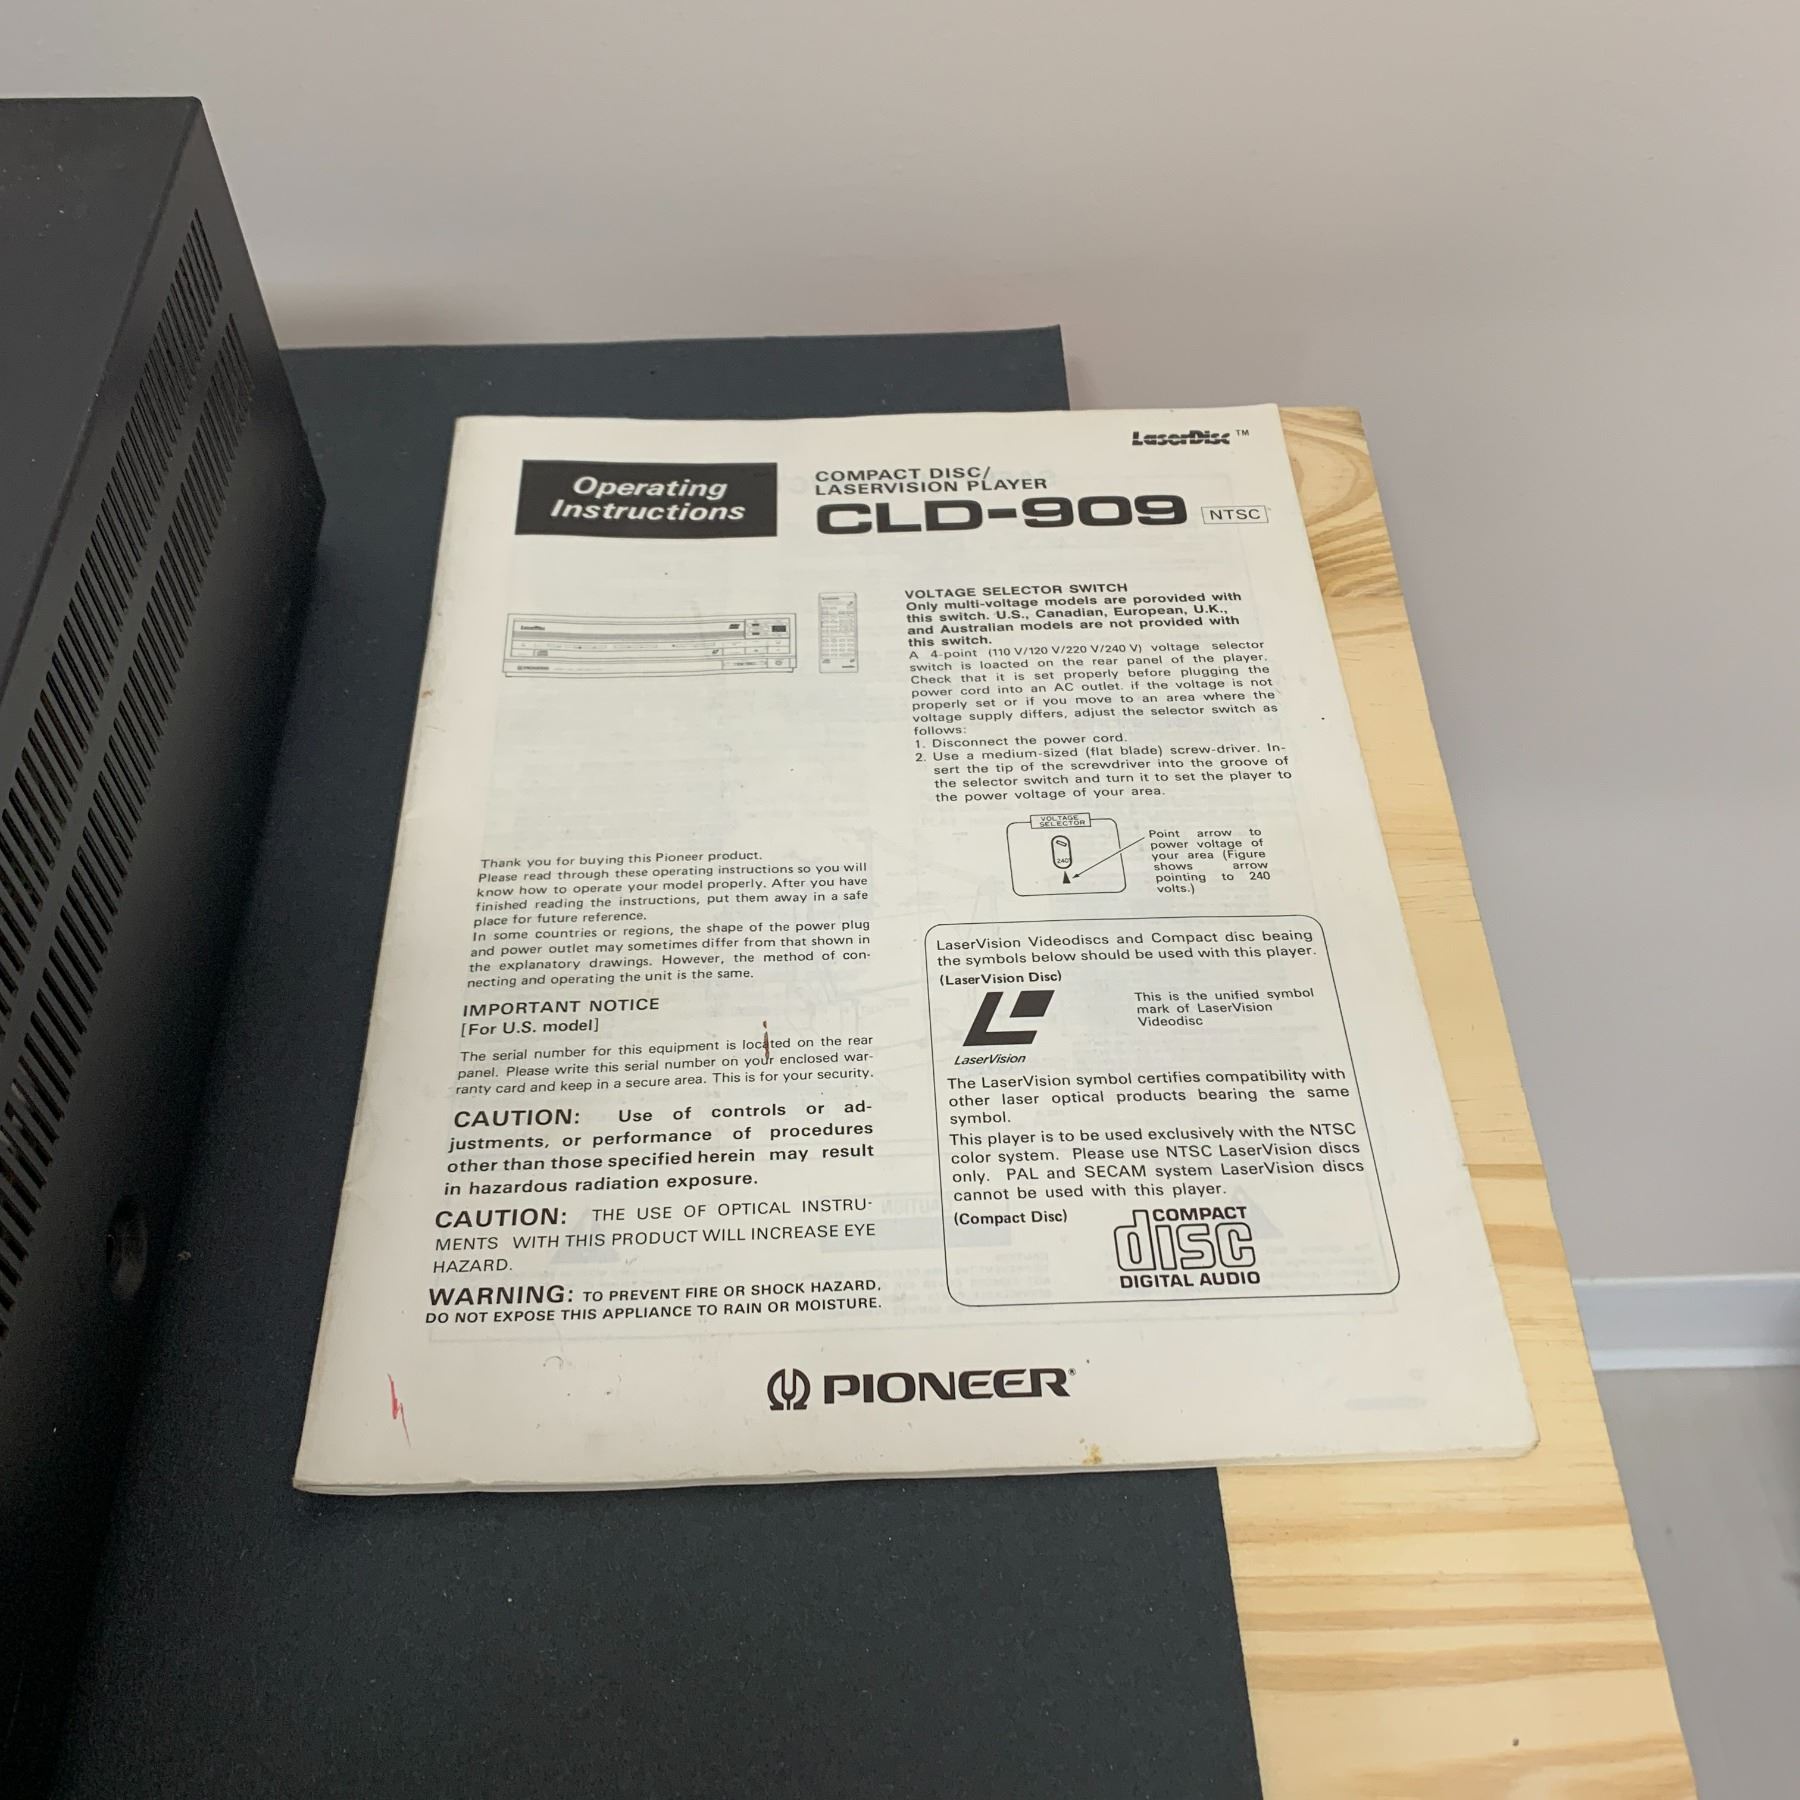 LaserDisc™
Operating
Instructions
COMPACT DISC/
LASERVISION PLAYER
CLD-909 NTSC
LaserDisc
PIONEER
Thank you for buying this Pioneer product.
Please read through these operating instructions so you will
know how to operate your model properly. After you have
finished reading the instructions, put them away in a safe
place for future reference.
In some countries or regions, the shape of the power plug
and power outlet may sometimes differ from that shown in
the explanatory drawings. However, the method of con-
necting and operating the unit is the same.
IMPORTANT NOTICE
[For U.S. model]
The serial number for this equipment is located on the rear
panel. Please write this serial number on your enclosed war-
ranty card and keep in a secure area. This is for your security.
CAUTION: Use of controls or ad-
justments, or performance of procedures
other than those specified herein may result
in hazardous radiation exposure.
CAUTION: THE USE OF OPTICAL INSTRU-
MENTS WITH THIS PRODUCT WILL INCREASE EYE
HAZARD.
WARNING: TO PREVENT FIRE OR SHOCK HAZARD,
DO NOT EXPOSE THIS APPLIANCE TO RAIN OR MOISTURE.
VOLTAGE SELECTOR SWITCH
Only multi-voltage models are porovided with
this switch. U.S., Canadian, European, U.K.,
and Australian models are not provided with
this switch.
A 4-point (110 V/120 V/220 V/240 V) voltage selector
switch is loacted on the rear panel of the player.
Check that it is set properly before plugging the
power cord into an AC outlet. if the voltage is not
properly set or if you move to an area where the
voltage supply differs, adjust the selector switch as
follows:
1. Disconnect the power cord.
2. Use a medium-sized (flat blade) screw-driver. In-
sert the tip of the screwdriver into the groove of
the selector switch and turn it to set the player to
the power voltage of your area.
VOLTAGE
SELECTOR
240
Point arrow to
power voltage of
your area (Figure
shows arrow
pointing to 240
volts.)
LaserVision Videodiscs and Compact disc beaing
the symbols below should be used with this player.
(LaserVision Disc)
This is the unified symbol
mark of LaserVision
Videodisc
LaserVision
The LaserVision symbol certifies compatibility with
other laser optical products bearing the same
symbol.
This player is to be used exclusively with the NTSC
color system. Please use NTSC LaserVision discs
only. PAL and SECAM system LaserVision discs
cannot be used with this player.
(Compact Disc)
COMPACT
disc
DIGITAL AUDIO
PIONEER®